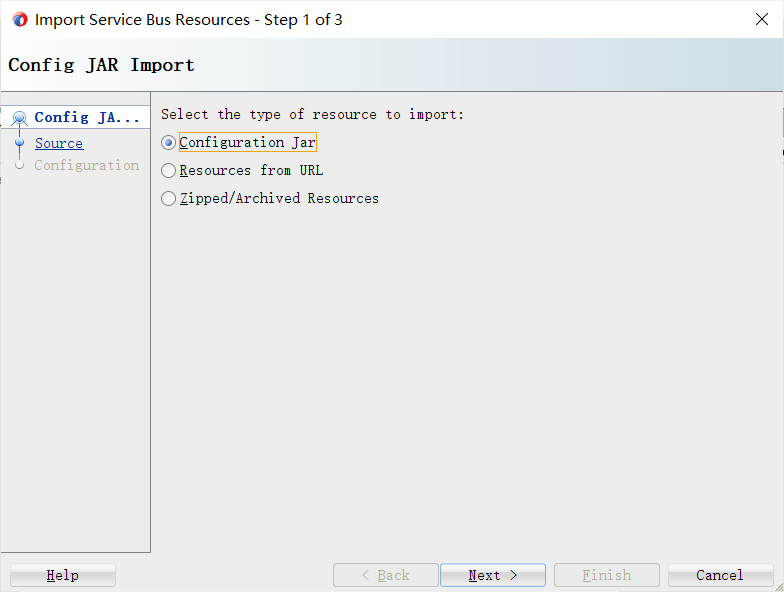 Import Service Bus Resources - Step 1 of 3
Config JAR Import
Config JA...
Source
Configuration
Select the type of resource to import:
Configuration Jar
Resources from URL
Zipped/Archived Resources
Help
< Back
Next >
Finish
Cancel